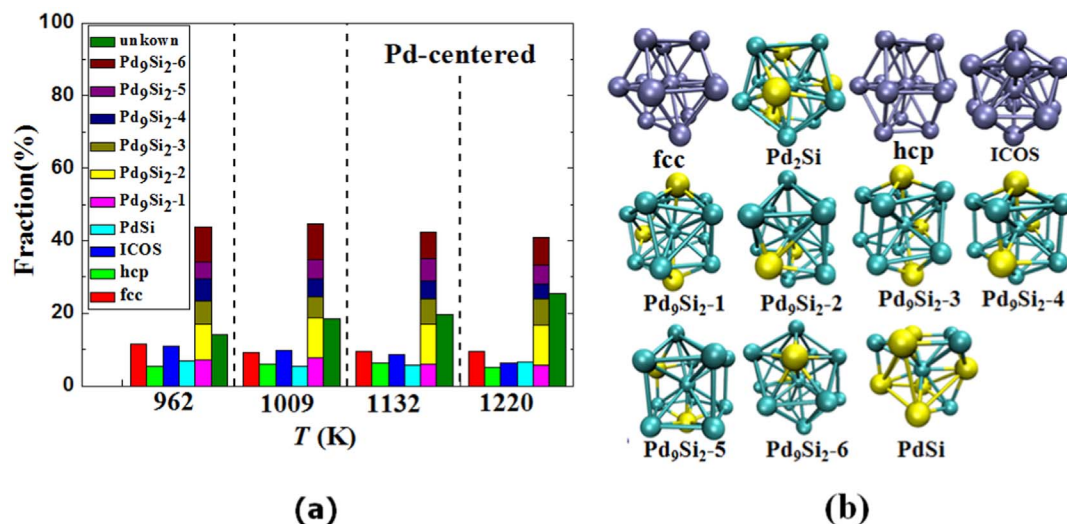 100
80
60
40
20
0
Fraction(%)
unkown
Pd₉Si₂-6
Pd₉Si₂-5
Pd₉Si₂-4
Pd₉Si₂-3
Pd₉Si₂-2
Pd₉Si₂-1
PdSi
ICOS
hcp
fcc
Pd-centered
962 1009 1132 1220
T (K)
(a)
fcc Pd₂Si hcp ICOS
Pd₉Si₂-1 Pd₉Si₂-2 Pd₉Si₂-3 Pd₉Si₂-4
Pd₉Si₂-5 Pd₉Si₂-6 PdSi
(b)